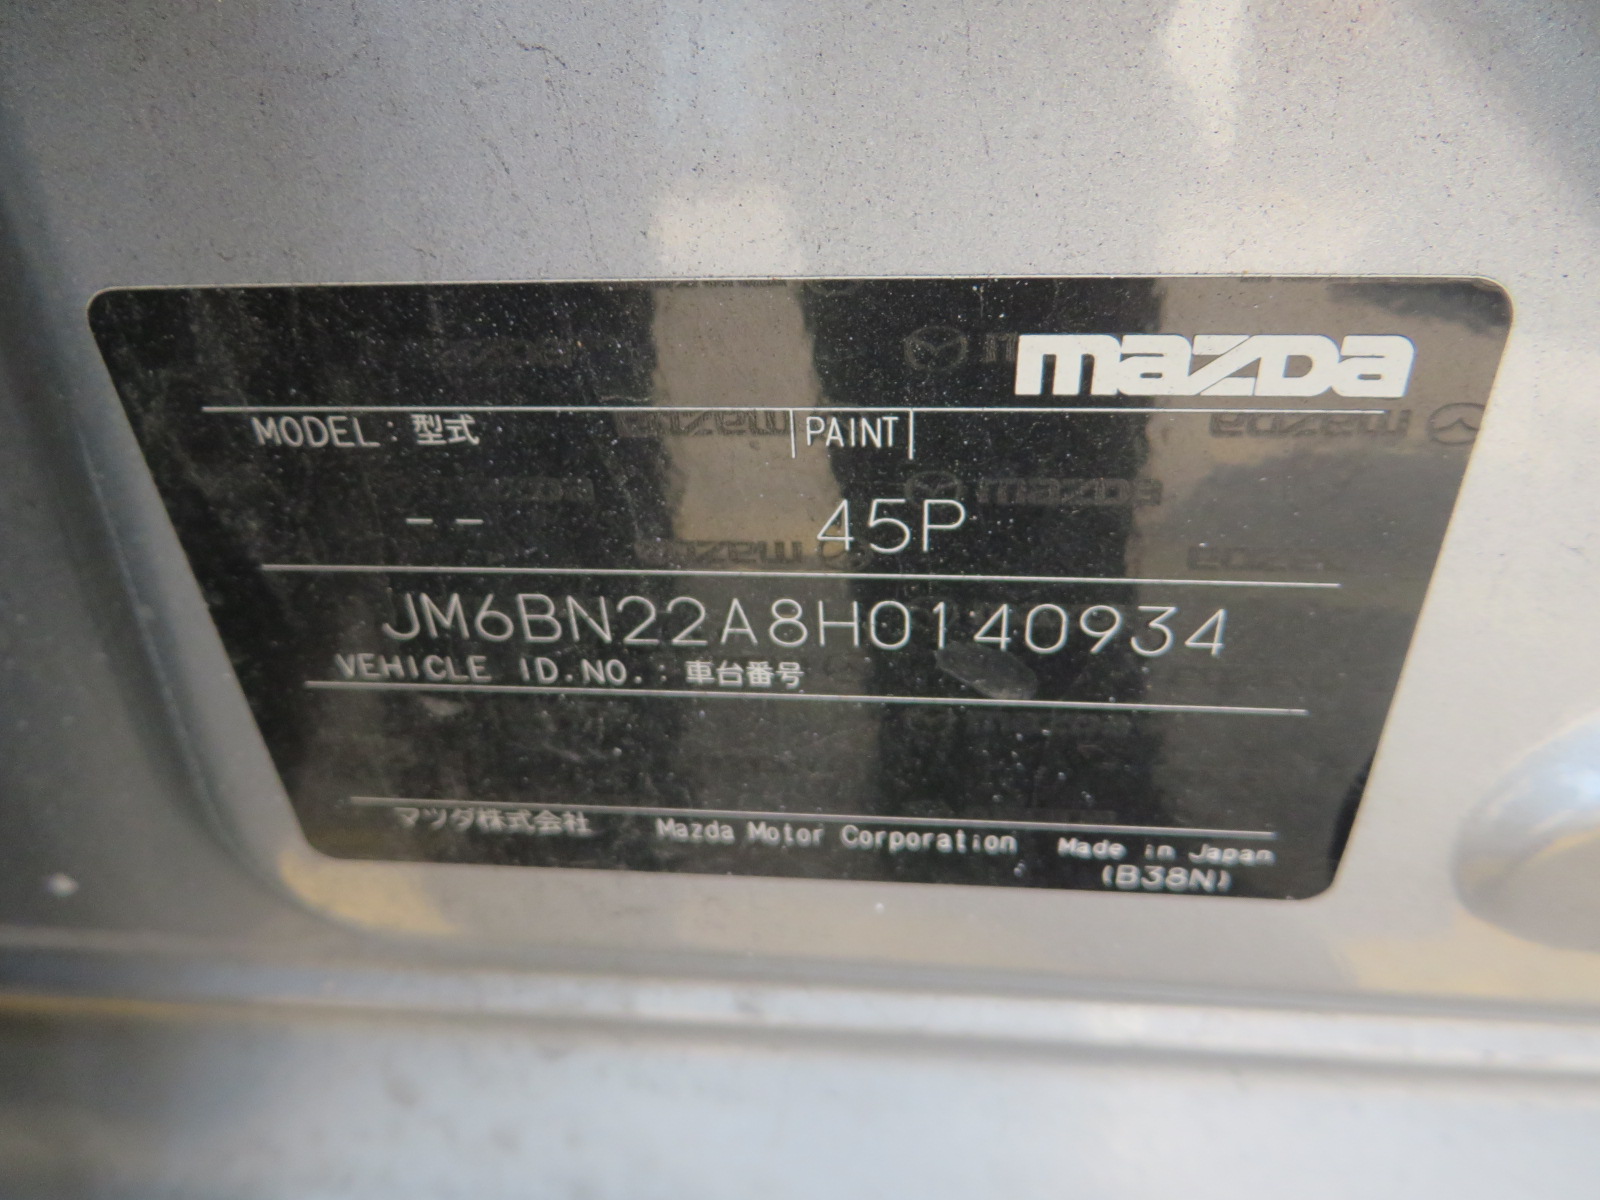 mazda
MODEL : 型式 PAINT
-- 45P
JM6BN22A8H0140934
VEHICLE ID.NO. : 車台番号
マツダ株式会社 Mazda Motor Corporation Made in Japan
(B38N)